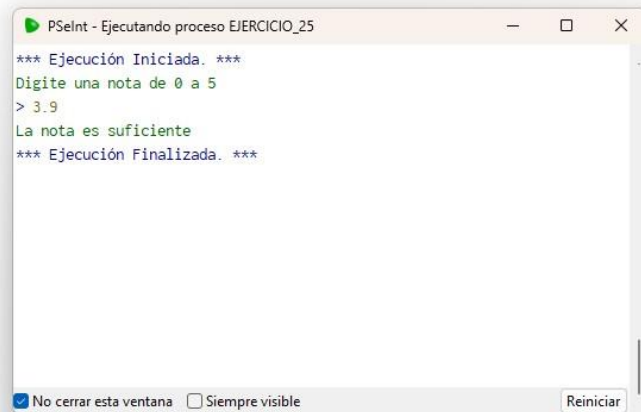 PSeInt - Ejecutando proceso EJERCICIO_25
*** Ejecución Iniciada. ***
Digite una nota de 0 a 5
> 3.9
La nota es suficiente
*** Ejecución Finalizada. ***
No cerrar esta ventana Siempre visible Reiniciar